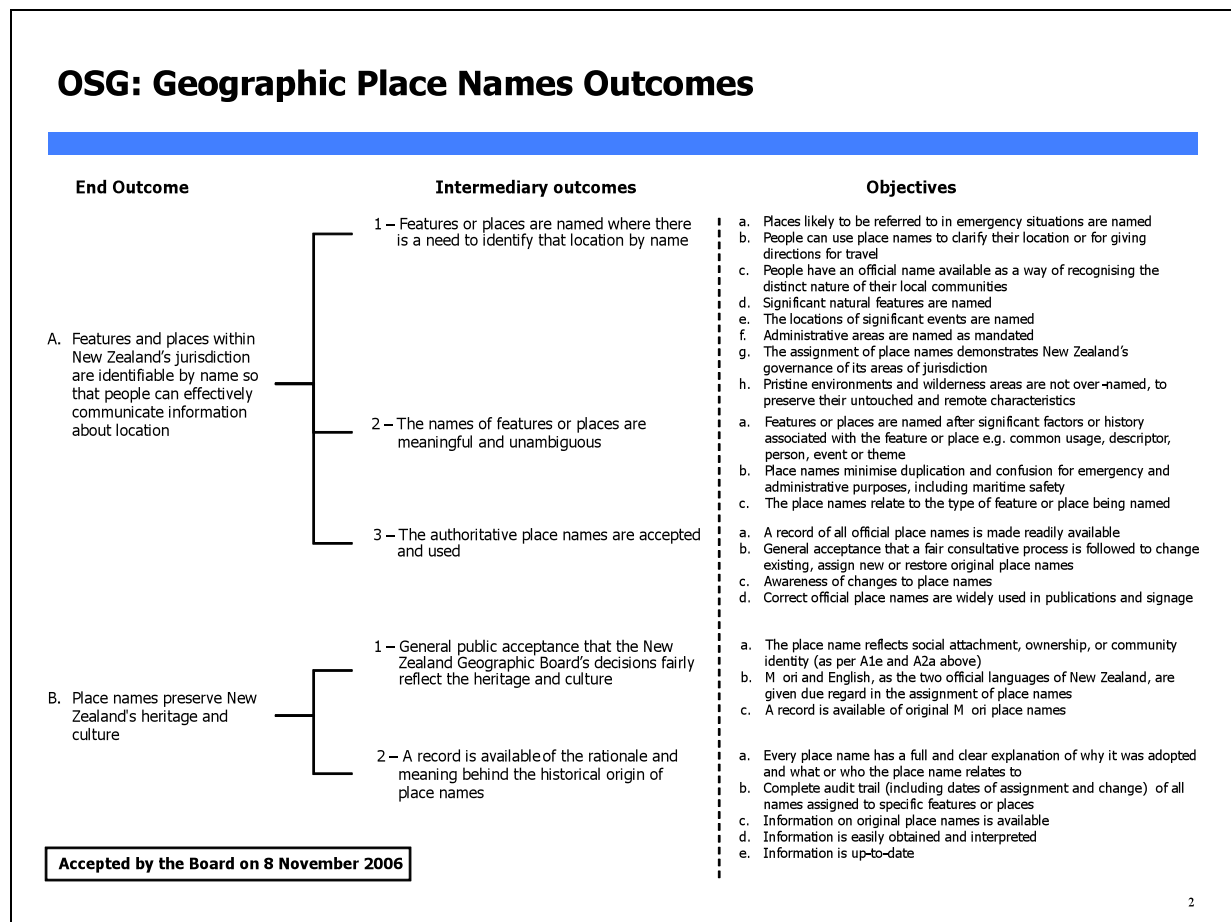 OSG: Geographic Place Names Outcomes
End Outcome
Intermediary outcomes
Objectives
A. Features and places within
New Zealand's jurisdiction
are identifiable by name so
that people can effectively
communicate information
about location
1 – Features or places are named where there
is a need to identify that location by name
a. Places likely to be referred to in emergency situations are named
b. People can use place names to clarify their location or for giving
directions for travel
c. People have an official name available as a way of recognising the
distinct nature of their local communities
d. Significant natural features are named
e. The locations of significant events are named
f. Administrative areas are named as mandated
g. The assignment of place names demonstrates New Zealand's
governance of its areas of jurisdiction
h. Pristine environments and wilderness areas are not over-named, to
preserve their untouched and remote characteristics
2 – The names of features or places are
meaningful and unambiguous
a. Features or places are named after significant factors or history
associated with the feature or place e.g. common usage, descriptor,
person, event or theme
b. Place names minimise duplication and confusion for emergency and
administrative purposes, including maritime safety
c. The place names relate to the type of feature or place being named
3 – The authoritative place names are accepted
and used
a. A record of all official place names is made readily available
b. General acceptance that a fair consultative process is followed to change
existing, assign new or restore original place names
c. Awareness of changes to place names
d. Correct official place names are widely used in publications and signage
B. Place names preserve New
Zealand's heritage and
culture
1 – General public acceptance that the New
Zealand Geographic Board's decisions fairly
reflect the heritage and culture
a. The place name reflects social attachment, ownership, or community
identity (as per A1e and A2a above)
b. M ori and English, as the two official languages of New Zealand, are
given due regard in the assignment of place names
c. A record is available of original M ori place names
2 – A record is available of the rationale and
meaning behind the historical origin of
place names
a. Every place name has a full and clear explanation of why it was adopted
and what or who the place name relates to
b. Complete audit trail (including dates of assignment and change) of all
names assigned to specific features or places
c. Information on original place names is available
d. Information is easily obtained and interpreted
e. Information is up-to-date
Accepted by the Board on 8 November 2006
2